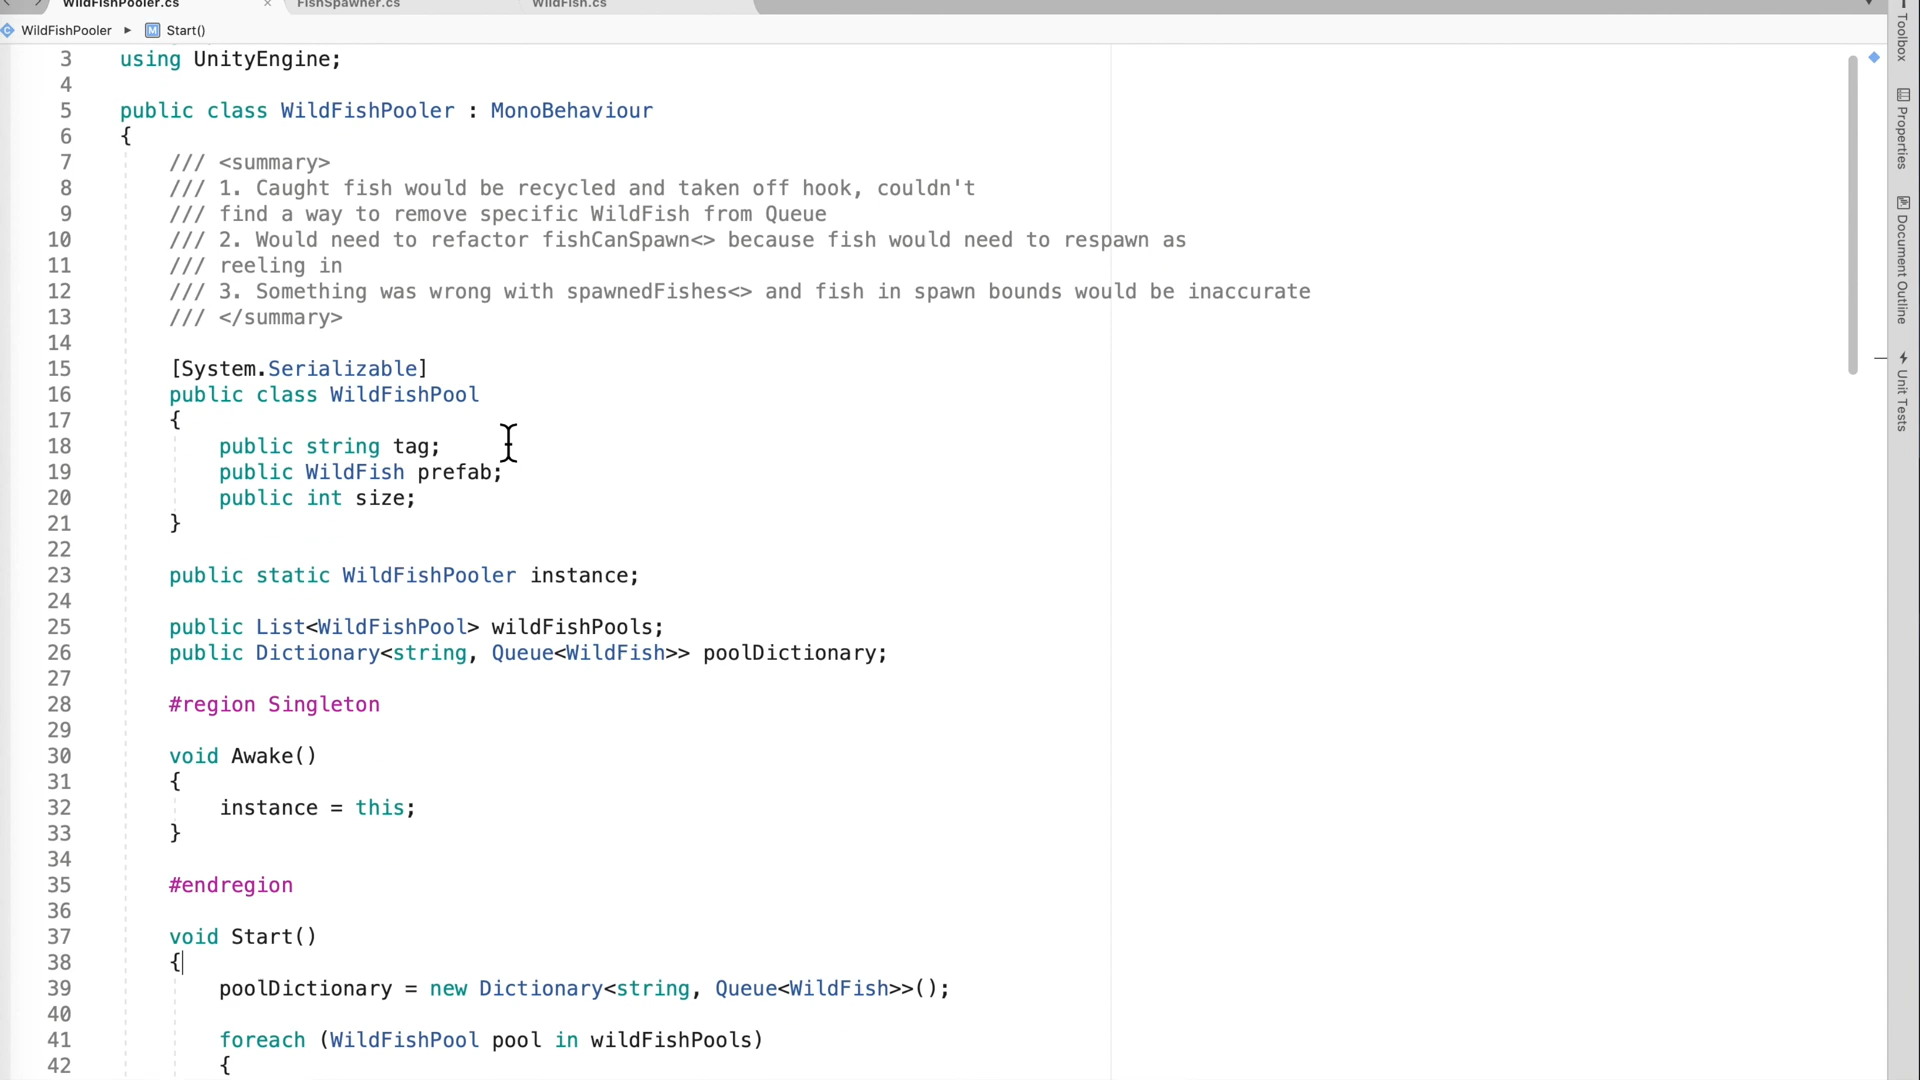 WildFishPooler.cs × FishSpawner.cs WildFish.cs
WildFishPooler ▸ M Start()
3 using UnityEngine;
4
5 public class WildFishPooler : MonoBehaviour
6 {
7 /// <summary>
8 /// 1. Caught fish would be recycled and taken off hook, couldn't
9 /// find a way to remove specific WildFish from Queue
10 /// 2. Would need to refactor fishCanSpawn<> because fish would need to respawn as
11 /// reeling in
12 /// 3. Something was wrong with spawnedFishes<> and fish in spawn bounds would be inaccurate
13 /// </summary>
14
15 [System.Serializable]
16 public class WildFishPool
17 {
18 public string tag;
19 public WildFish prefab;
20 public int size;
21 }
22
23 public static WildFishPooler instance;
24
25 public List<WildFishPool> wildFishPools;
26 public Dictionary<string, Queue<WildFish>> poolDictionary;
27
28 #region Singleton
29
30 void Awake()
31 {
32 instance = this;
33 }
34
35 #endregion
36
37 void Start()
38 {
39 poolDictionary = new Dictionary<string, Queue<WildFish>>();
40
41 foreach (WildFishPool pool in wildFishPools)
42 {
Toolbox
Properties
Document Outline
Unit Tests